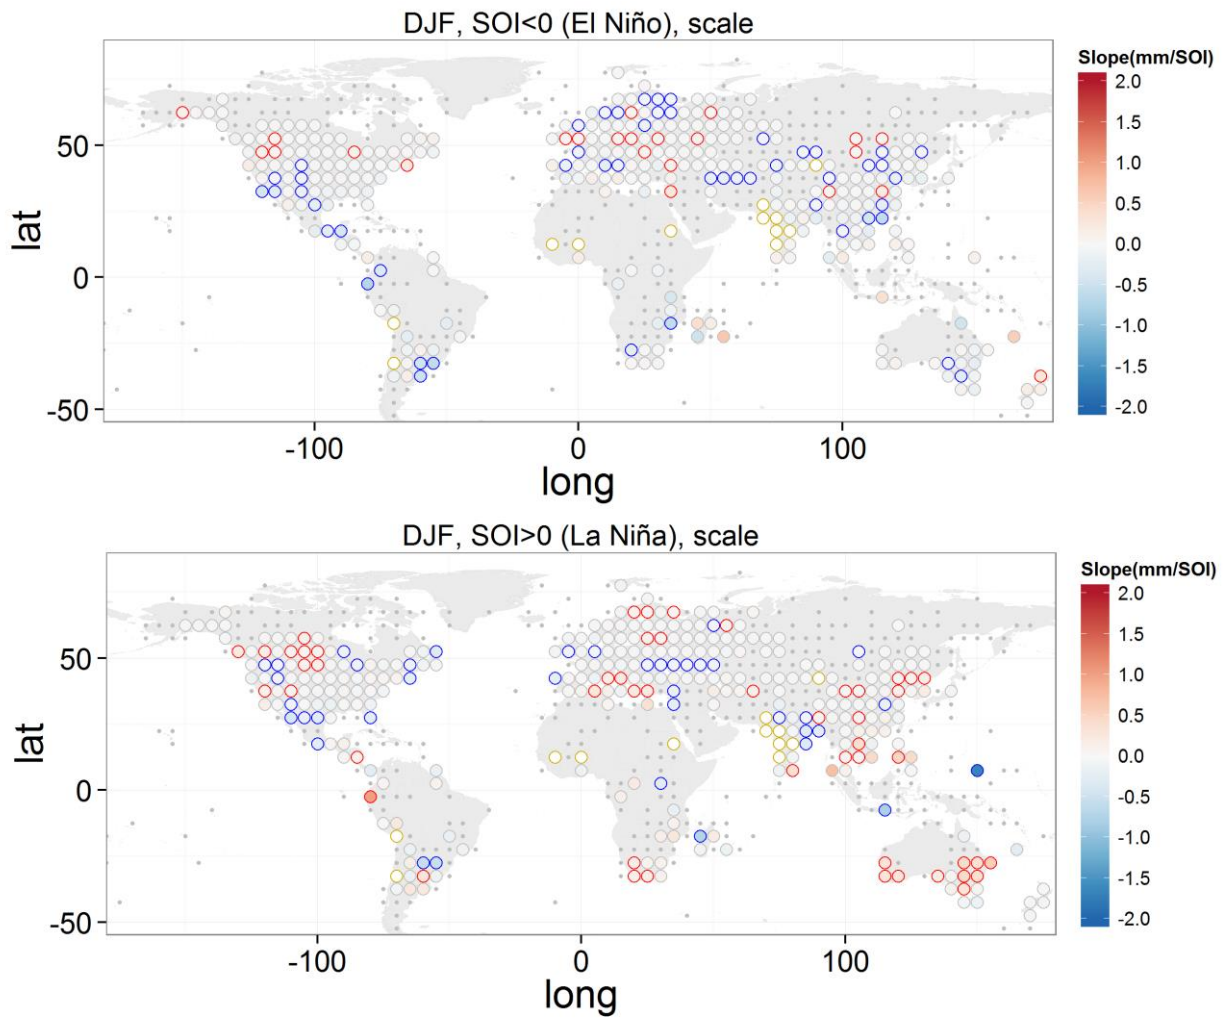 DJF, SOI<0 (El Niño), scale
Slope(mm/SOI)
2.0
1.5
1.0
0.5
0.0
-0.5
-1.0
-1.5
-2.0
50
0
-50
lat
-100 0 100
long
DJF, SOI>0 (La Niña), scale
Slope(mm/SOI)
2.0
1.5
1.0
0.5
0.0
-0.5
-1.0
-1.5
-2.0
50
0
-50
lat
-100 0 100
long